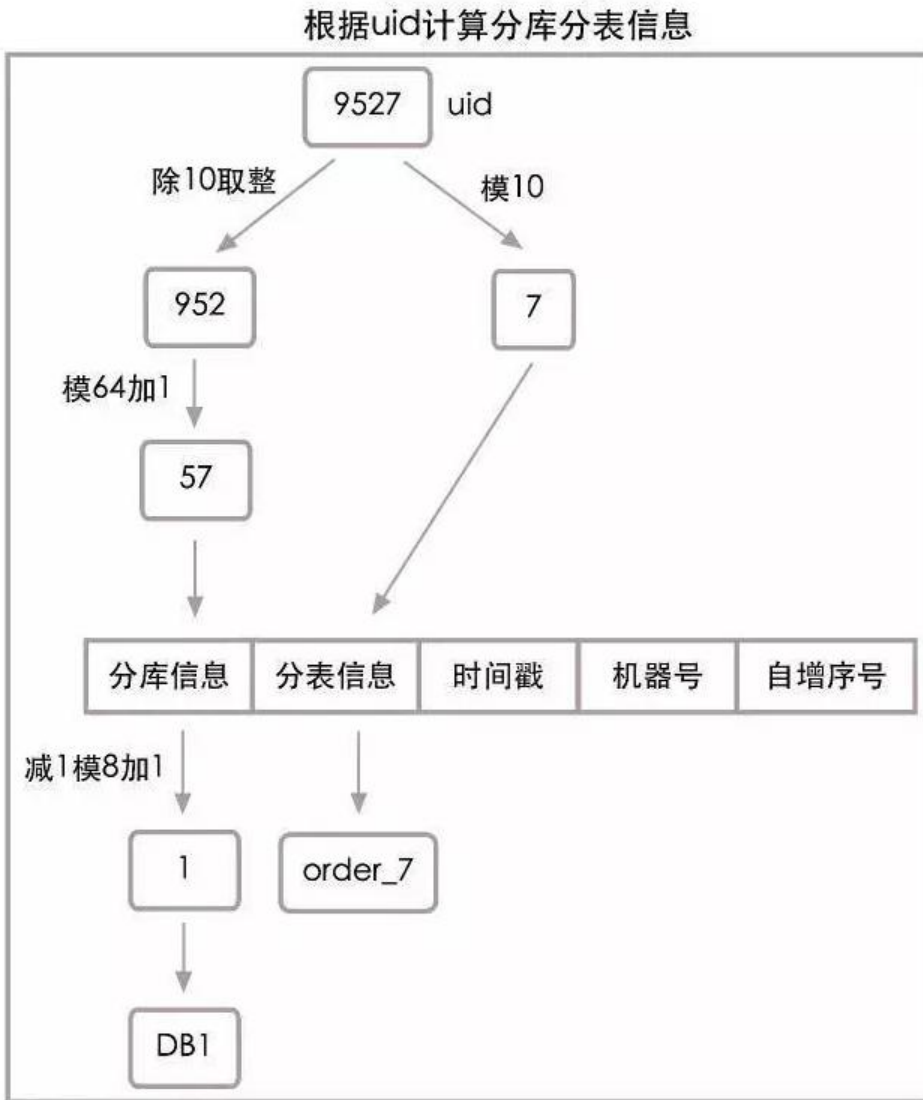 根据uid计算分库分表信息
9527 uid
除10取整 模10
952 7
模64加1
57
分库信息 分表信息 时间戳 机器号 自增序号
减1模8加1
1 order_7
DB1